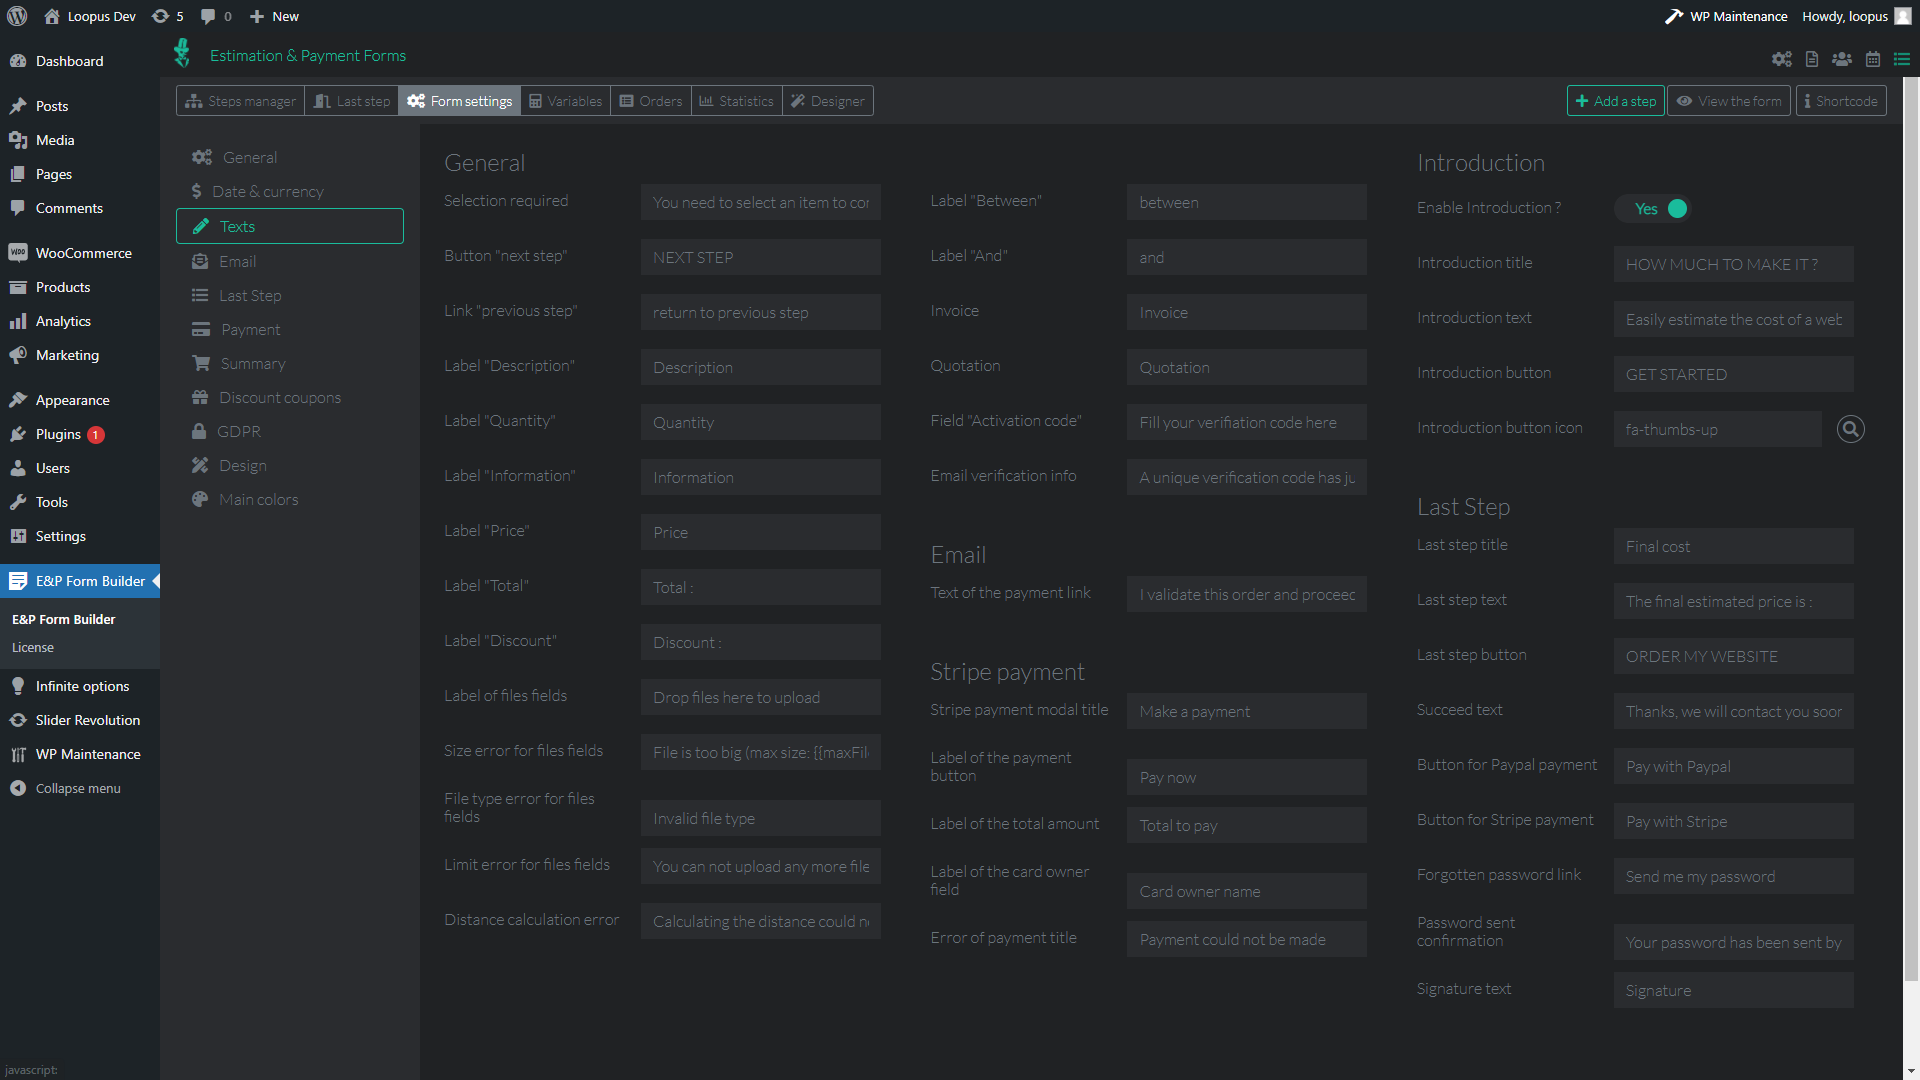 Loopus Dev
5
0
New
WP Maintenance
Howdy, loopus
Dashboard
Posts
Media
Pages
Comments
WooCommerce
Products
Analytics
Marketing
Appearance
Plugins 1
Users
Tools
Settings
E&P Form Builder
E&P Form Builder
License
Infinite options
Slider Revolution
WP Maintenance
Collapse menu
javascript:
Estimation & Payment Forms
Steps manager
Last step
Form settings
Variables
Orders
Statistics
Designer
Add a step
View the form
Shortcode
General
Date & currency
Texts
Email
Last Step
Payment
Summary
Discount coupons
GDPR
Design
Main colors
General
Selection required
You need to select an item to cor
Button "next step"
NEXT STEP
Link "previous step"
return to previous step
Label "Description"
Description
Label "Quantity"
Quantity
Label "Information"
Information
Label "Price"
Price
Label "Total"
Total :
Label "Discount"
Discount :
Label of files fields
Drop files here to upload
Size error for files fields
File is too big (max size: {{maxFil
File type error for files
fields
Invalid file type
Limit error for files fields
You can not upload any more file
Distance calculation error
Calculating the distance could n
Label "Between"
between
Label "And"
and
Invoice
Invoice
Quotation
Quotation
Field "Activation code"
Fill your verifiation code here
Email verification info
A unique verification code has ju
Email
Text of the payment link
I validate this order and proceec
Stripe payment
Stripe payment modal title
Make a payment
Label of the payment
button
Pay now
Label of the total amount
Total to pay
Label of the card owner
field
Card owner name
Error of payment title
Payment could not be made
Introduction
Enable Introduction ?
Yes
Introduction title
HOW MUCH TO MAKE IT ?
Introduction text
Easily estimate the cost of a web
Introduction button
GET STARTED
Introduction button icon
fa-thumbs-up
Last Step
Last step title
Final cost
Last step text
The final estimated price is :
Last step button
ORDER MY WEBSITE
Succeed text
Thanks, we will contact you soor
Button for Paypal payment
Pay with Paypal
Button for Stripe payment
Pay with Stripe
Forgotten password link
Send me my password
Password sent
confirmation
Your password has been sent by
Signature text
Signature